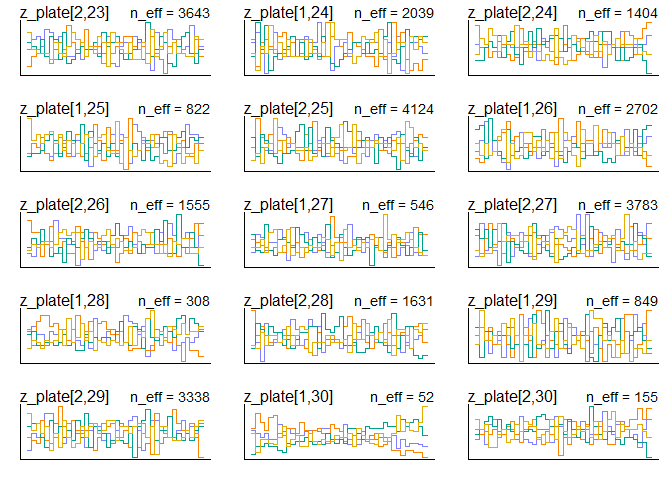 z_plate[2,23] n_eff = 3643 z_plate[1,24] n_eff = 2039 z_plate[2,24] n_eff = 1404
z_plate[1,25] n_eff = 822 z_plate[2,25] n_eff = 4124 z_plate[1,26] n_eff = 2702
z_plate[2,26] n_eff = 1555 z_plate[1,27] n_eff = 546 z_plate[2,27] n_eff = 3783
z_plate[1,28] n_eff = 308 z_plate[2,28] n_eff = 1631 z_plate[1,29] n_eff = 849
z_plate[2,29] n_eff = 3338 z_plate[1,30] n_eff = 52 z_plate[2,30] n_eff = 155